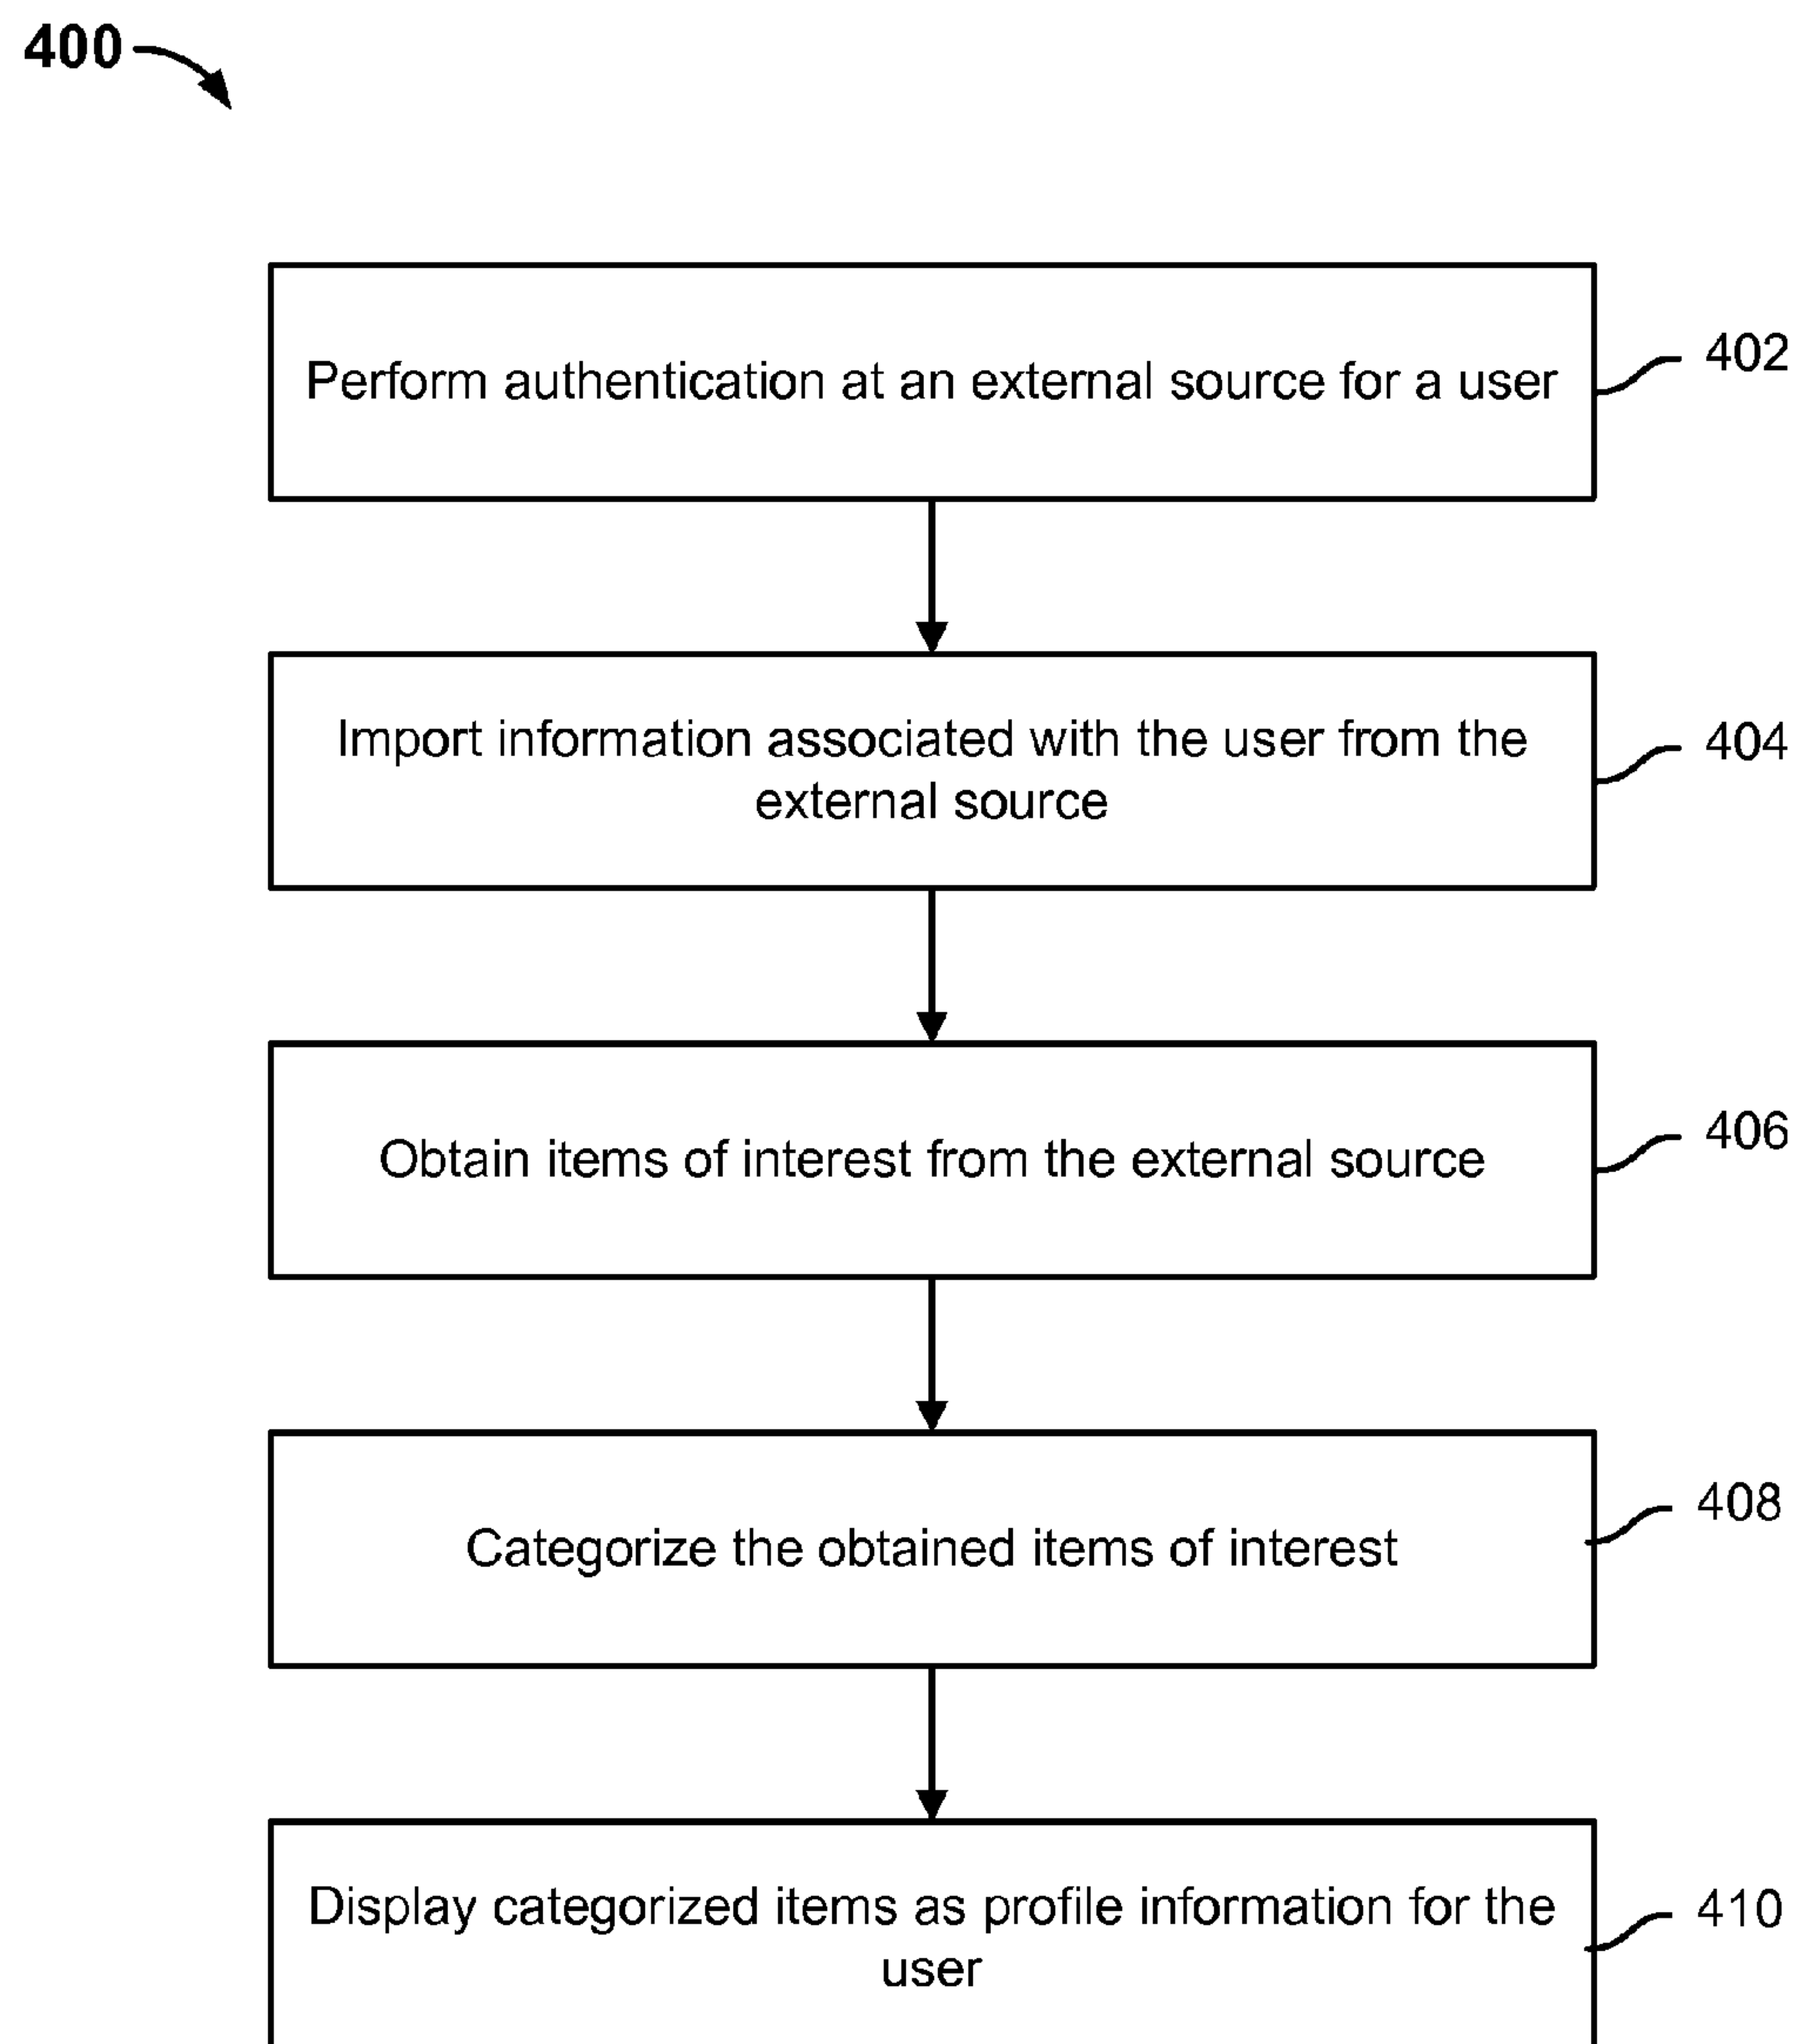 400
Perform authentication at an external source for a user
402
Import information associated with the user from the
external source
404
Obtain items of interest from the external source
406
Categorize the obtained items of interest
408
Display categorized items as profile information for the
user
410